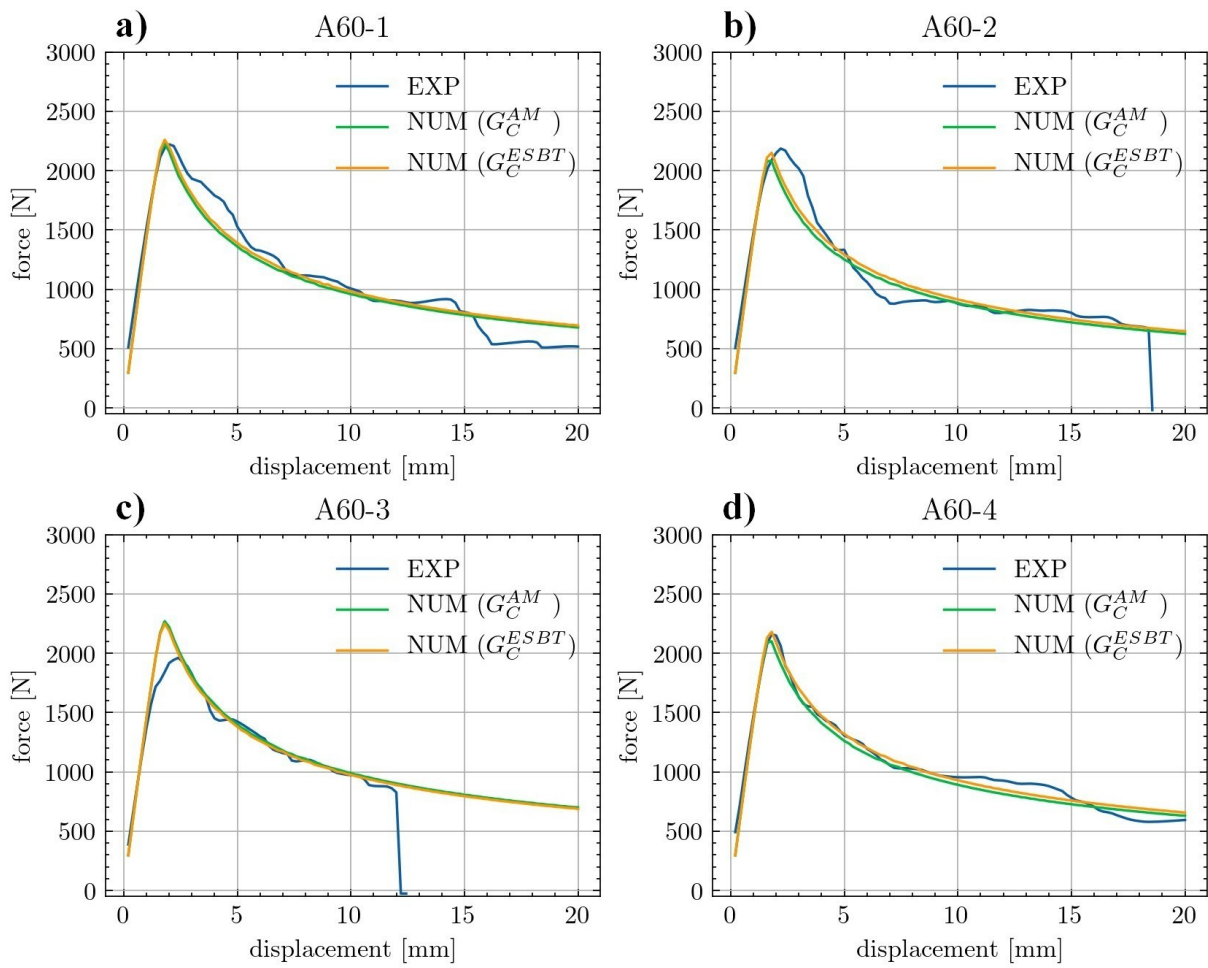 a) A60-1
3000
2500
2000
1500
1000
500
0
force [N]
EXP
NUM (G_C^{AM})
NUM (G_C^{ESBT})
0 5 10 15 20
displacement [mm]
b) A60-2
3000
2500
2000
1500
1000
500
0
force [N]
EXP
NUM (G_C^{AM})
NUM (G_C^{ESBT})
0 5 10 15 20
displacement [mm]
c) A60-3
3000
2500
2000
1500
1000
500
0
force [N]
EXP
NUM (G_C^{AM})
NUM (G_C^{ESBT})
0 5 10 15 20
displacement [mm]
d) A60-4
3000
2500
2000
1500
1000
500
0
force [N]
EXP
NUM (G_C^{AM})
NUM (G_C^{ESBT})
0 5 10 15 20
displacement [mm]